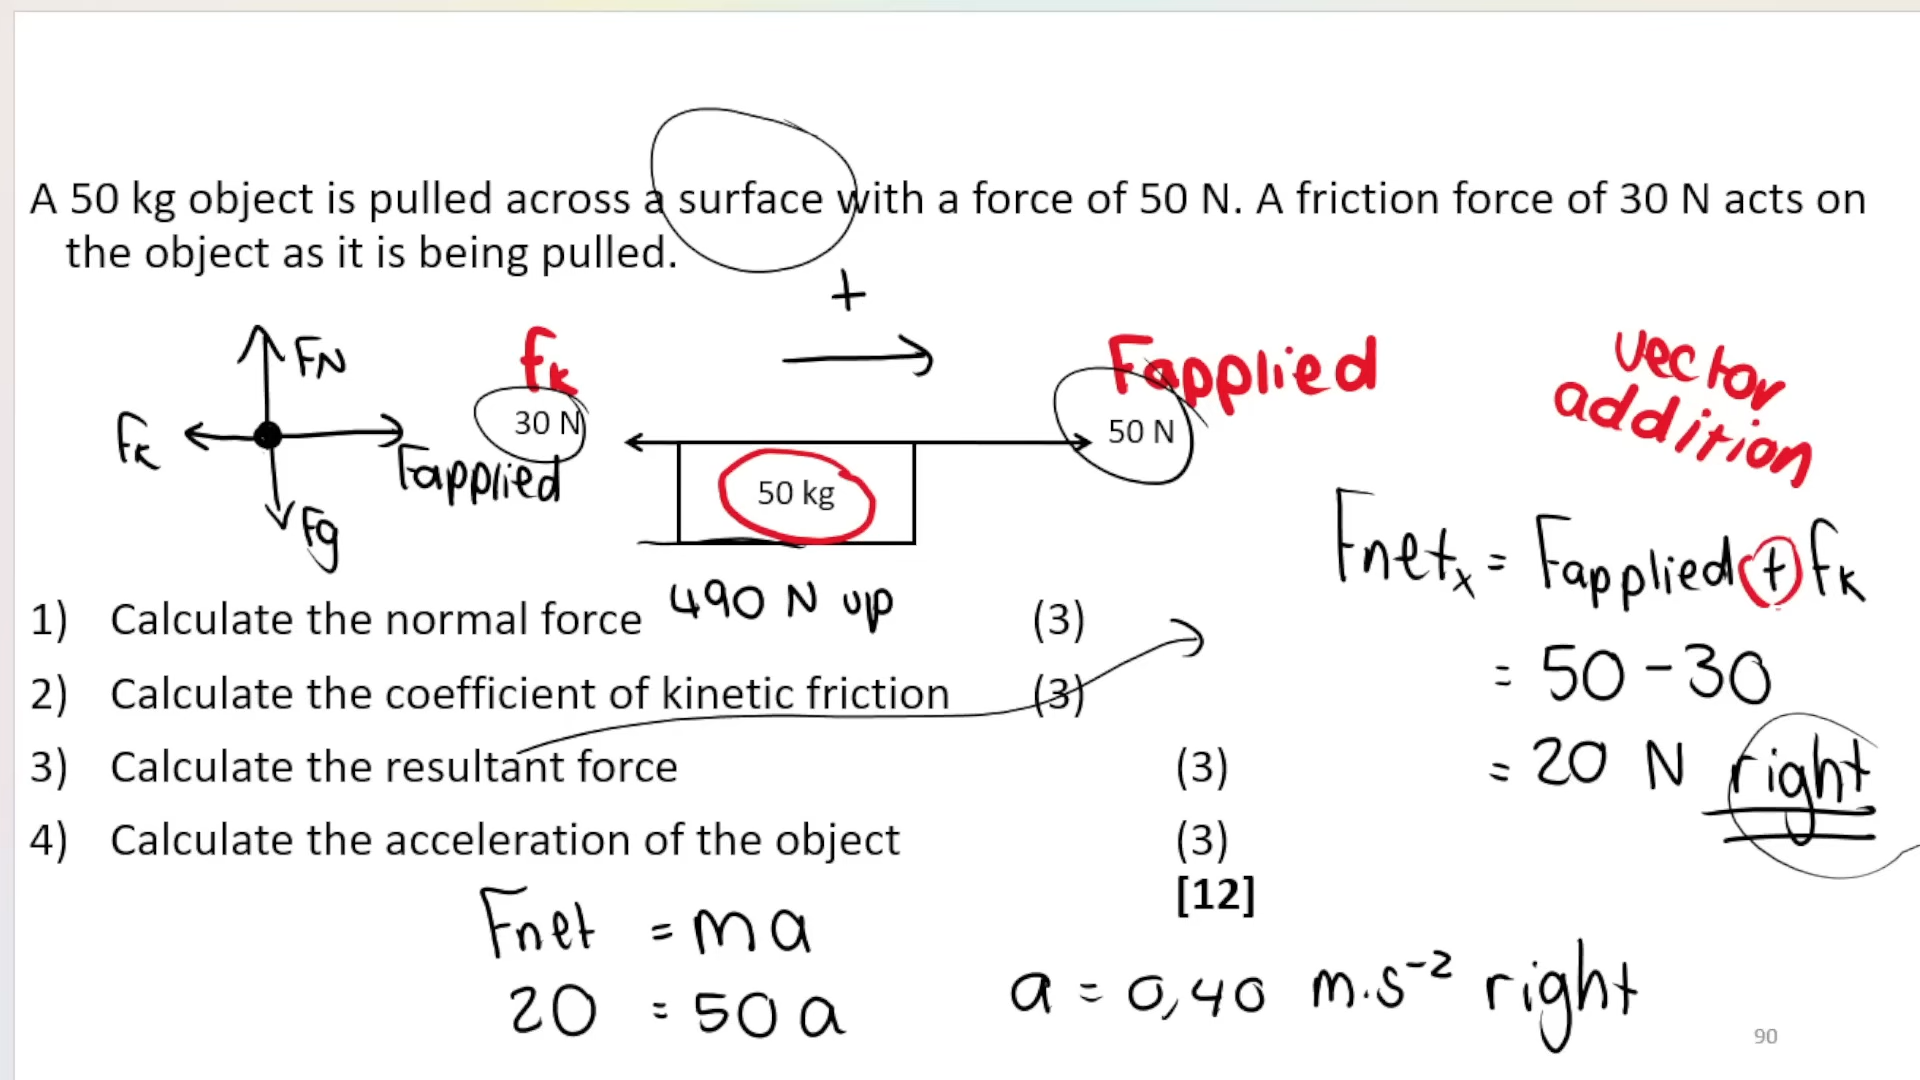 A 50 kg object is pulled across a surface with a force of 50 N. A friction force of 30 N acts on
the object as it is being pulled.
+
FN
fk
Fapplied
vector
addition
fk
30 N
50 N
Fapplied
50 kg
Fg
Fnetx = Fapplied + fk
= 50 - 30
= 20 N right
490 N up
1) Calculate the normal force (3)
2) Calculate the coefficient of kinetic friction (3)
3) Calculate the resultant force (3)
4) Calculate the acceleration of the object (3)
[12]
Fnet = ma
20 = 50 a
a = 0,40 m.s⁻² right
90